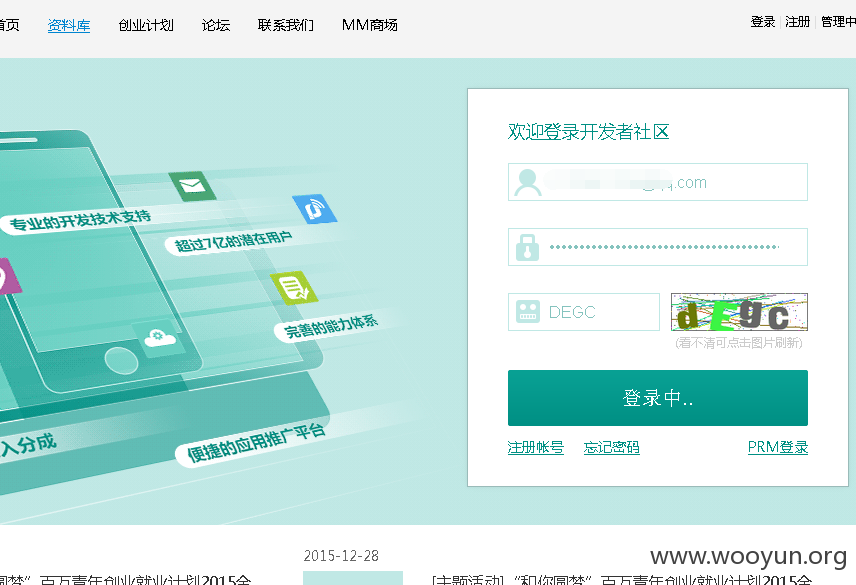 首页 资料库 创业计划 论坛 联系我们 MM商场 登录 注册 管理中
欢迎登录开发者社区
.com
专业的开发技术支持
超过7亿的潜在用户
DEGC
dEgc
(看不清可点击图片刷新)
完善的能力体系
登录中..
入分成
便捷的应用推广平台
注册帐号 忘记密码 PRM登录
2015-12-28
www.wooyun.org
圆梦”百万青年创业就业计划2015全
[主题活动]“和你圆梦”百万青年创业就业计划2015全